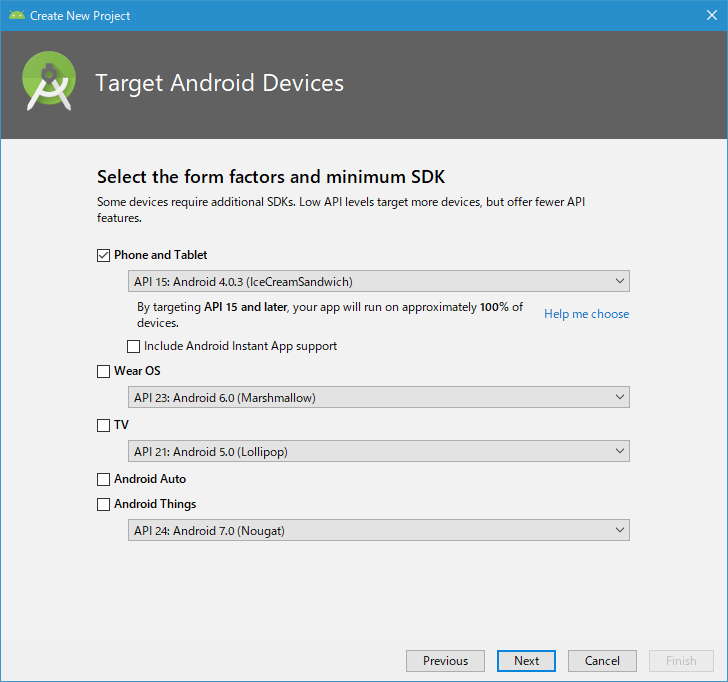 Create New Project
Target Android Devices
Select the form factors and minimum SDK
Some devices require additional SDKs. Low API levels target more devices, but offer fewer API
features.
Phone and Tablet
API 15: Android 4.0.3 (IceCreamSandwich)
By targeting API 15 and later, your app will run on approximately 100% of
devices.
Help me choose
Include Android Instant App support
Wear OS
API 23: Android 6.0 (Marshmallow)
TV
API 21: Android 5.0 (Lollipop)
Android Auto
Android Things
API 24: Android 7.0 (Nougat)
Previous Next Cancel Finish